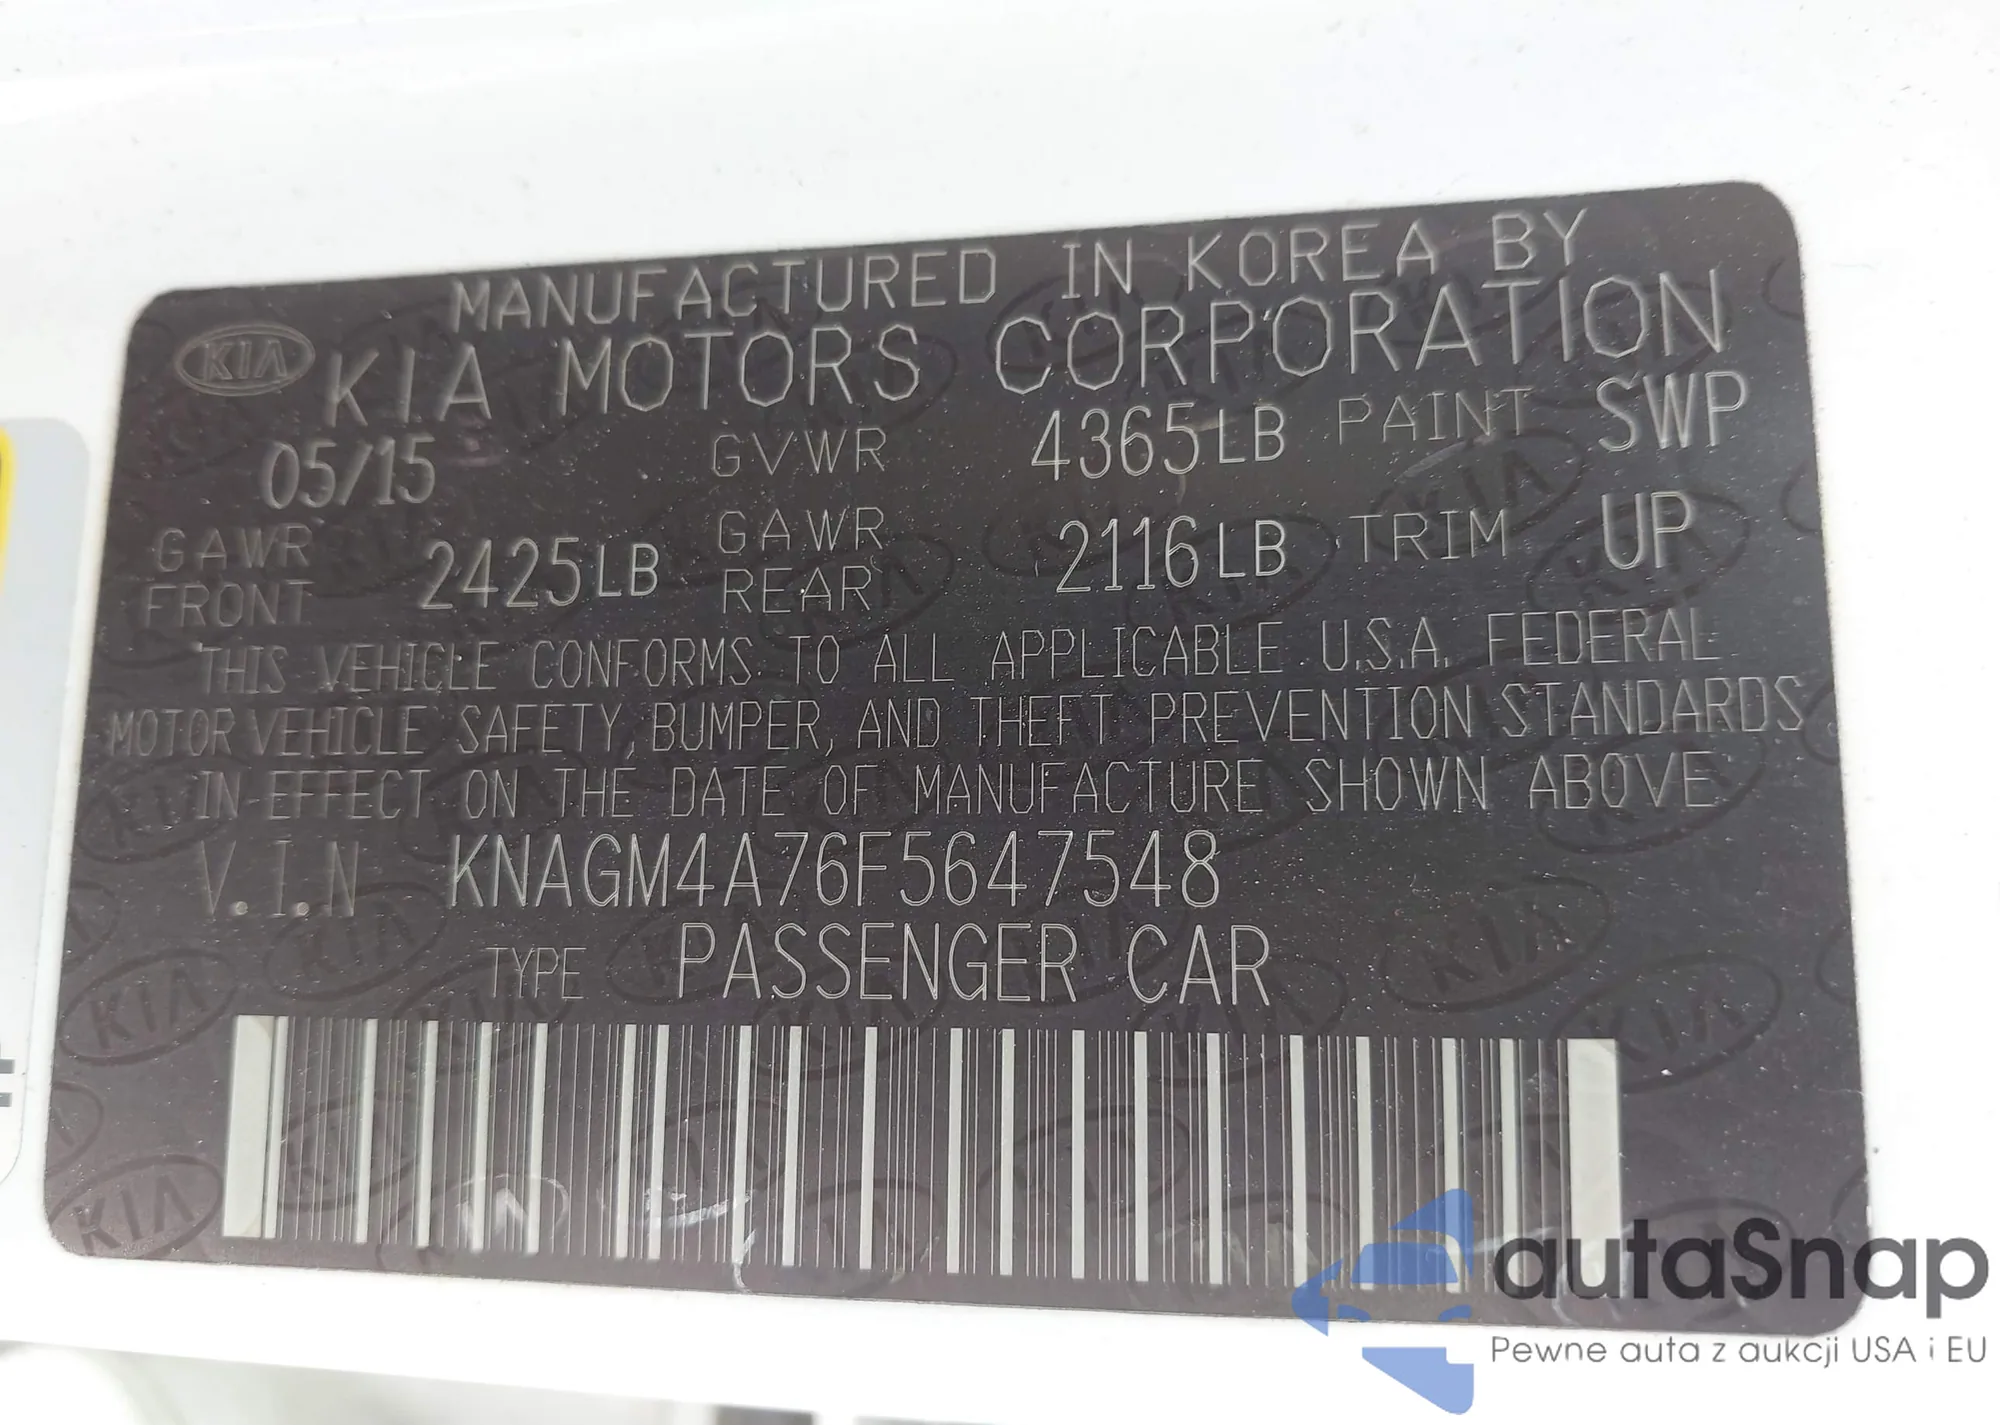 MANUFACTURED IN KOREA BY
KIA KIA MOTORS CORPORATION
05/15 GVWR 4365LB PAINT SWP
GAWR FRONT 2425LB GAWR REAR 2116LB TRIM UP
THIS VEHICLE CONFORMS TO ALL APPLICABLE U.S.A. FEDERAL
MOTOR VEHICLE SAFETY, BUMPER, AND THEFT PREVENTION STANDARDS
IN EFFECT ON THE DATE OF MANUFACTURE SHOWN ABOVE
V.I.N KNAGM4A76F5647548
TYPE PASSENGER CAR
autoSnap
Pewne auta z aukcji USA i EU